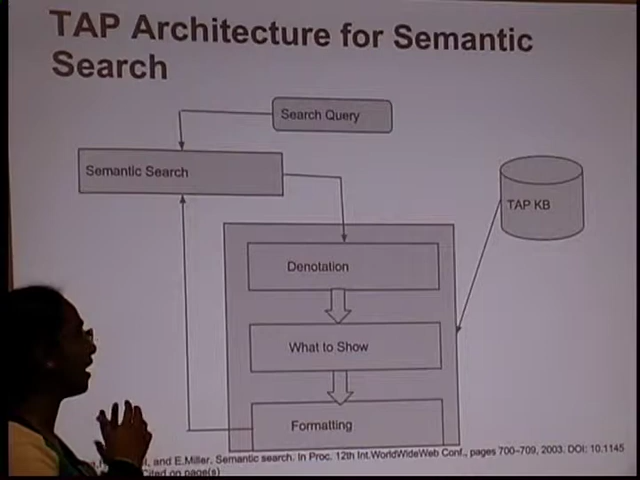 TAP Architecture for Semantic
Search
Search Query
Semantic Search
TAP KB
Denotation
What to Show
Formatting
and E.Miller. Semantic search. In Proc. 12th Int.WorldWideWeb Conf., pages 700–709, 2003. DOI: 10.1145
Cited on page(s)